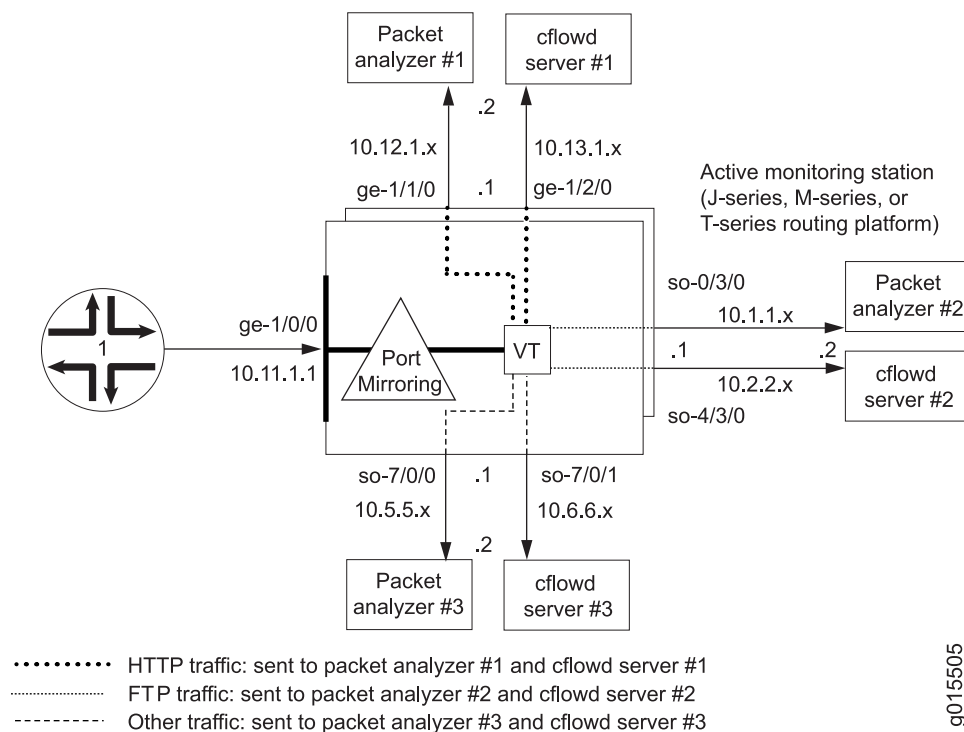 Packet
analyzer #1
cflowd
server #1
.2
10.12.1.x
10.13.1.x
ge-1/1/0
.1
ge-1/2/0
Active monitoring station
(J-series, M-series, or
T-series routing platform)
so-0/3/0
Packet
analyzer #2
10.1.1.x
ge-1/0/0
1
10.11.1.1
Port
Mirroring
VT
.1
.2
10.2.2.x
cflowd
server #2
so-4/3/0
so-7/0/0
.1
so-7/0/1
10.5.5.x
10.6.6.x
.2
Packet
analyzer #3
cflowd
server #3
HTTP traffic: sent to packet analyzer #1 and cflowd server #1
FTP traffic: sent to packet analyzer #2 and cflowd server #2
Other traffic: sent to packet analyzer #3 and cflowd server #3
g015505